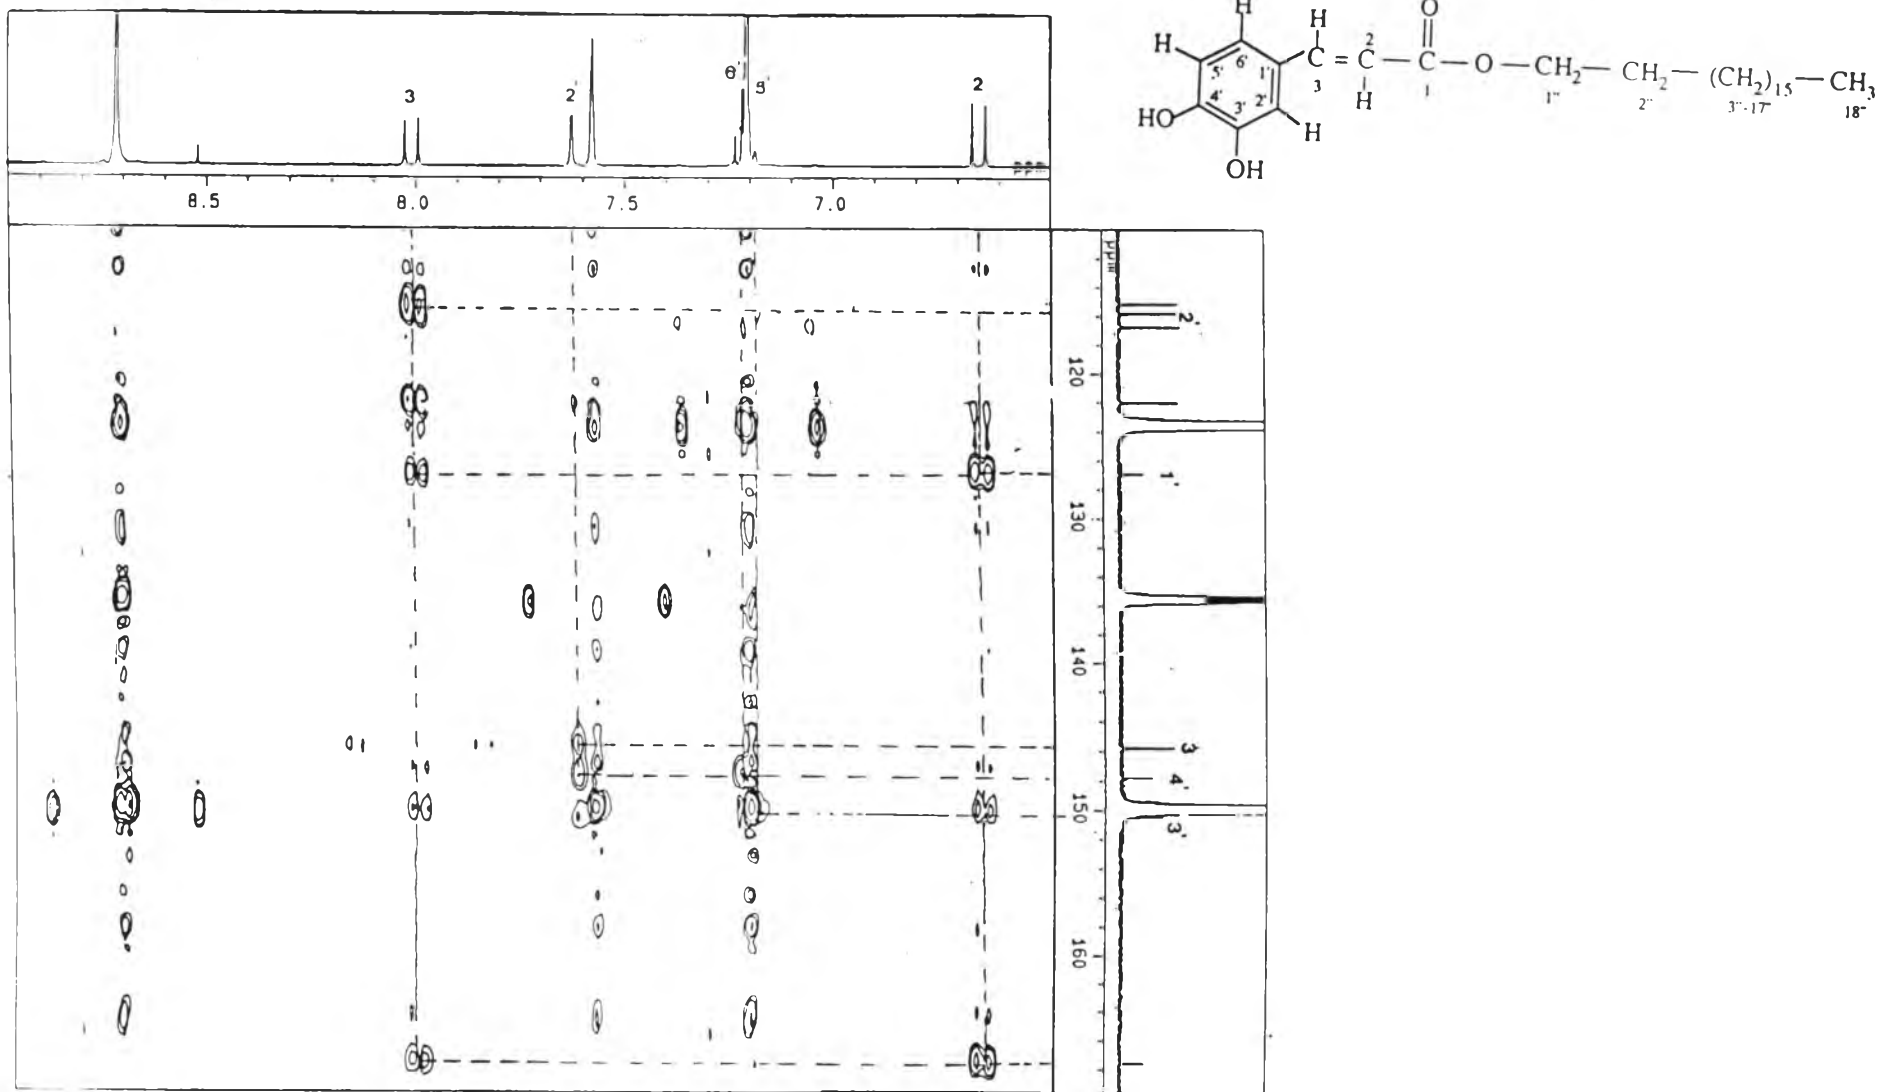 3 2' 6' 5' 2
ppm
8.5 8.0 7.5 7.0
H H O
H 6' C = C — C — O — CH2 — CH2 — (CH2)15 — CH3
5' 1' 3 2 1 1'' 2'' 3''-17'' 18''
4' 3' 2' H
HO H
OH
ppm
2'
120
1'
130
140
3
4'
150
3'
160